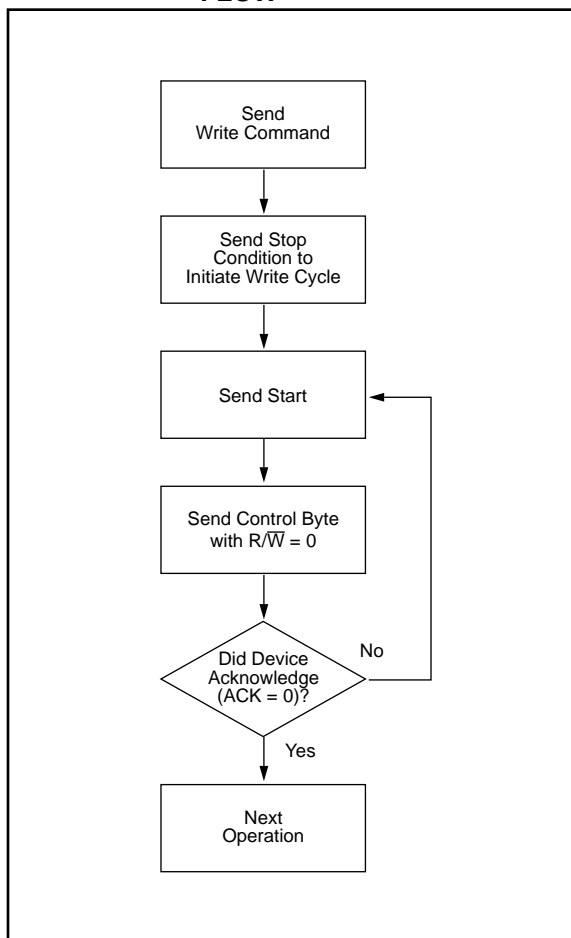 Send
Write Command
Send Stop
Condition to
Initiate Write Cycle
Send Start
Send Control Byte
with R/W̅ = 0
Did Device
Acknowledge
(ACK = 0)?
No
Yes
Next
Operation